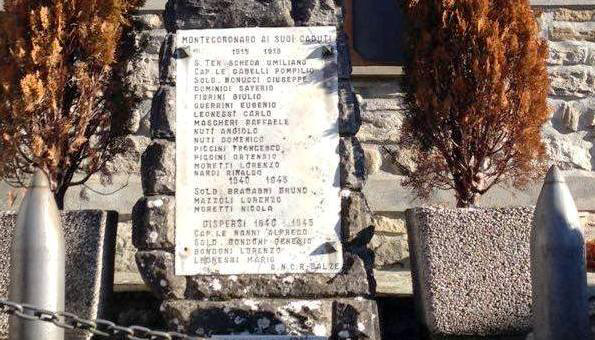 MONTECORONARO AI SUOI CADUTI
1915 1918
S. TEN. SCHEDA UMILIANO
CAP. LE GABELLI POMPILIO
SOLD. BONUCCI GIUSEPPE
DOMINICI SAVERIO
FIORINI GIULIO
GUERRINI EUGENIO
LEONESSI CARLO
MASCHERI RAFFAELE
NUTI ANGIOLO
NUTI DOMENICO
PICCINI FRANCESCO
PICCINI ORTENSIO
MORETTI LORENZO
NARDI RINALDO
1940 1945
SOLD. BRABANTI BRUNO
MAZZOLI LORENZO
MORETTI NICOLA
DISPERSI 1940 1945
CAP. LE NANNI ALFREDO
SOLD. BONDONI GENESIO
BONDONI LORENZO
LEONESSI MARIO
A.N.C.R. BALZE